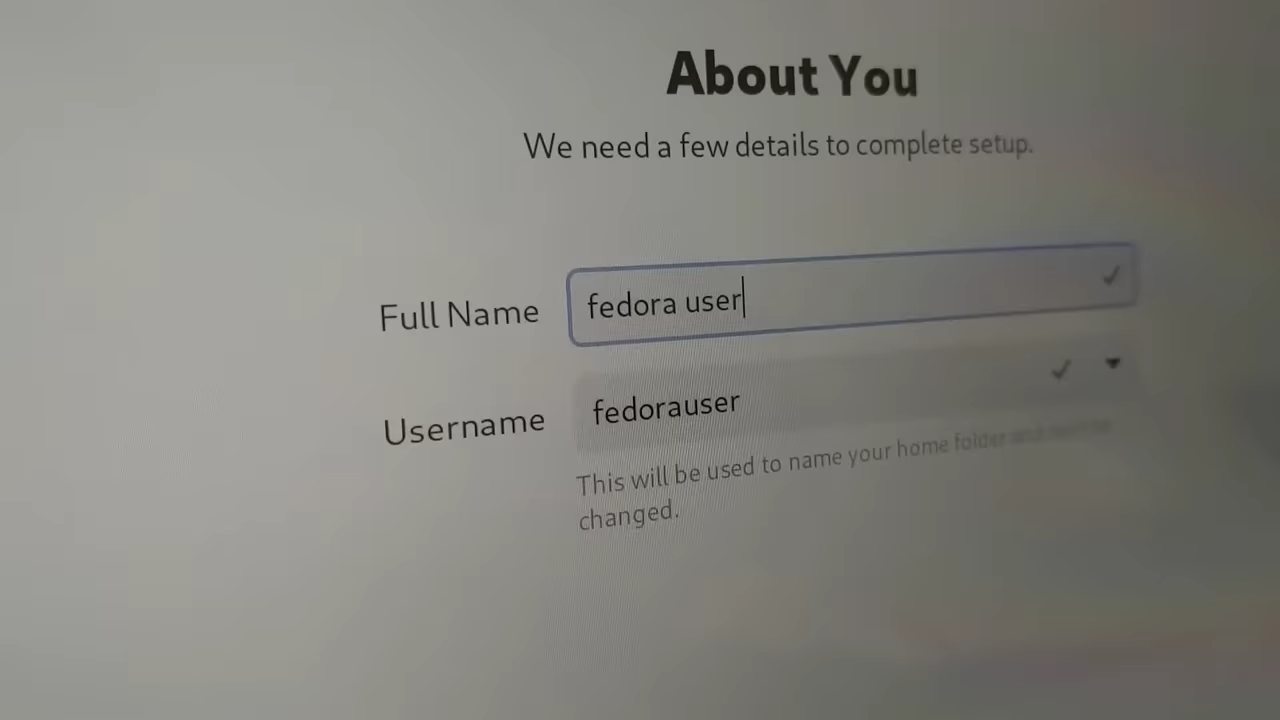 About You
We need a few details to complete setup.
Full Name fedora user
Username fedorauser
This will be used to name your home folder and
changed.